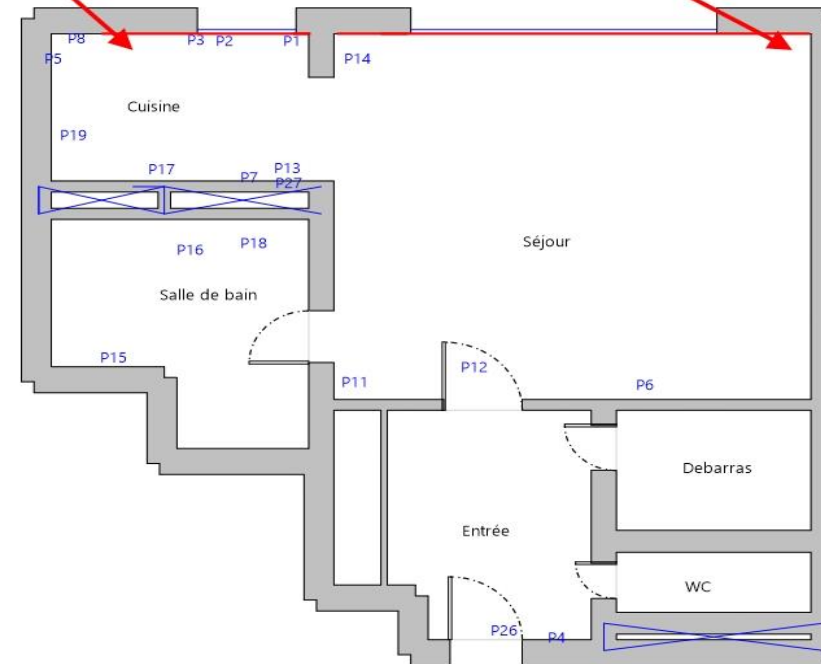 P8
P3
P2
P1
P5
P14
Cuisine
P19
P17
P13
P7
P27
P16
P18
Séjour
Salle de bain
P15
P12
P11
P6
Debarras
Entrée
WC
P26
P4